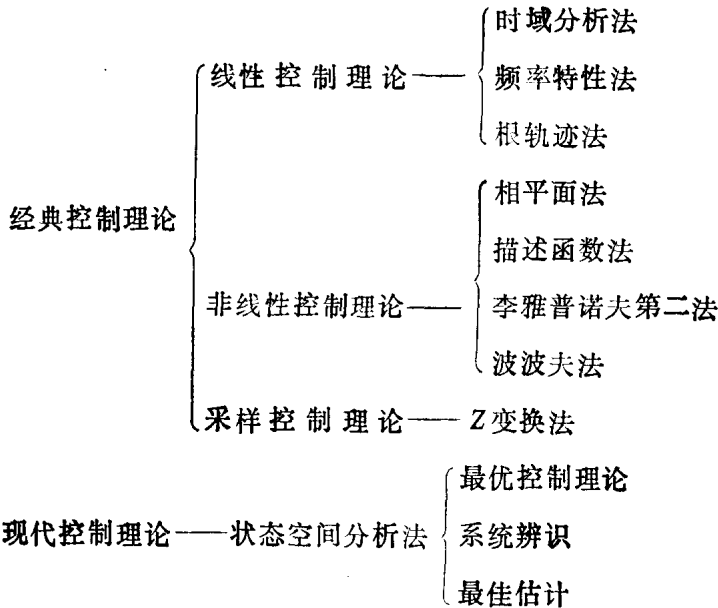 时域分析法
线性控制理论——频率特性法
根轨迹法
经典控制理论
相平面法
描述函数法
非线性控制理论——李雅普诺夫第二法
波波夫法
采样控制理论——Z变换法
最优控制理论
现代控制理论——状态空间分析法 系统辨识
最佳估计